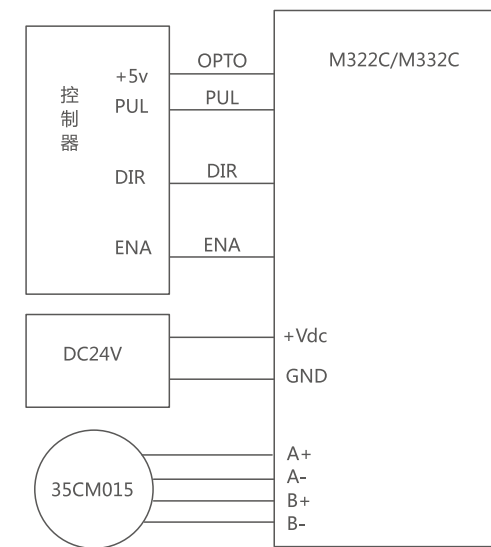 M322C/M332C
控制器
+5v
OPTO
PUL
PUL
DIR
DIR
ENA
ENA
DC24V
+Vdc
GND
35CM015
A+
A-
B+
B-